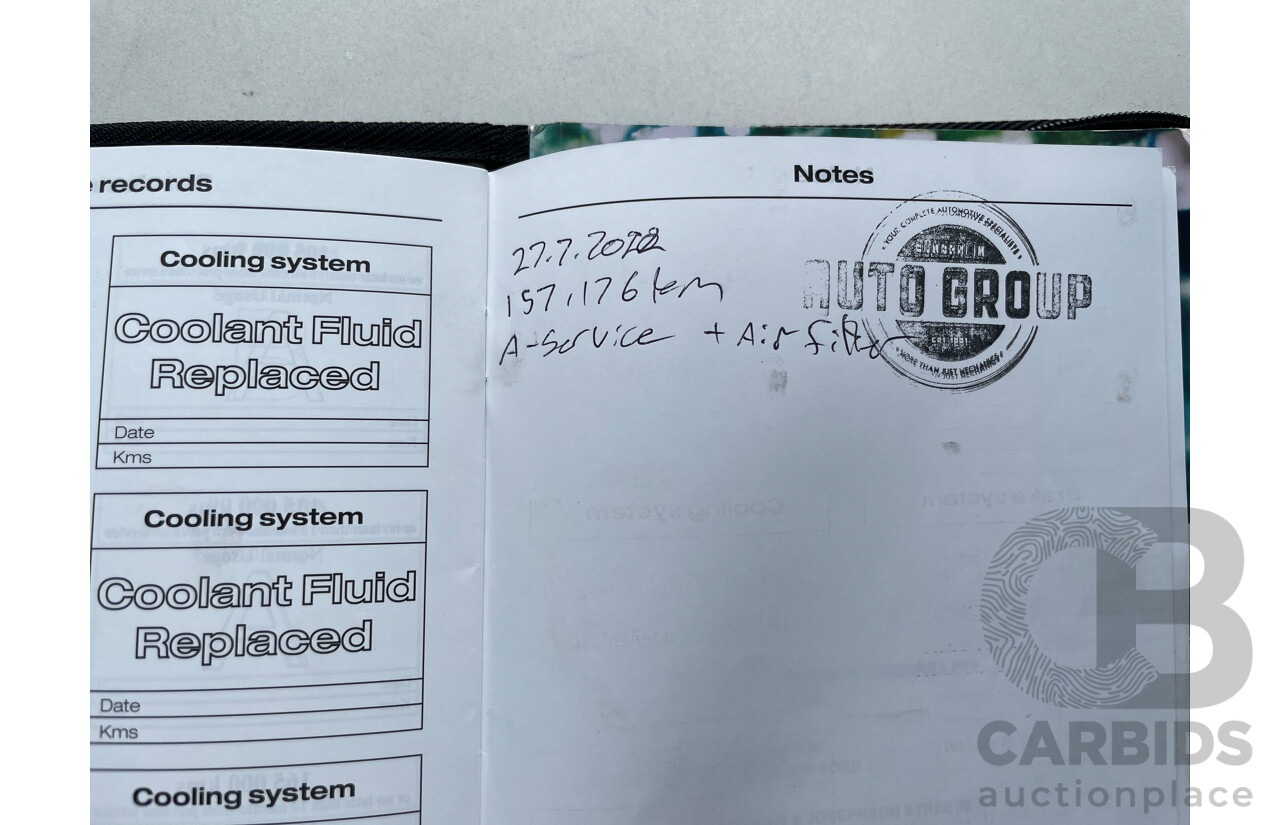 records
Cooling system
Coolant Fluid
Replaced
Date
Kms
Cooling system
Coolant Fluid
Replaced
Date
Kms
Cooling system
Notes
27.7.2022
157,176 km
A-Service + Air filter
YOUR COMPLETE AUTOMOTIVE SPECIALISTS
AUTO GROUP
EST 1991
MORE THAN JUST MECHANICS
CARBIDS
auctionplace